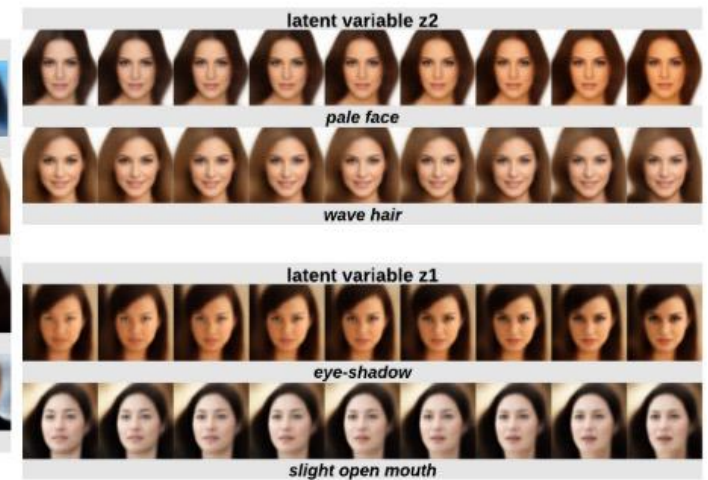 latent variable z2
pale face
wave hair
latent variable z1
eye-shadow
slight open mouth